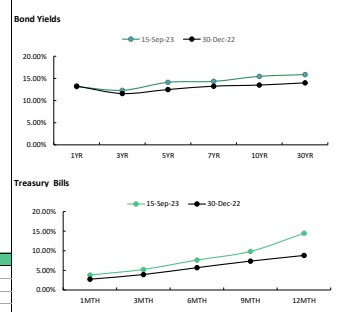 Bond Yields
15-Sep-23 30-Dec-22
20.00%
15.00%
10.00%
5.00%
0.00%
1YR 3YR 5YR 7YR 10YR 30YR
Treasury Bills
15-Sep-23 30-Dec-22
20.00%
15.00%
10.00%
5.00%
0.00%
1MTH 3MTH 6MTH 9MTH 12MTH